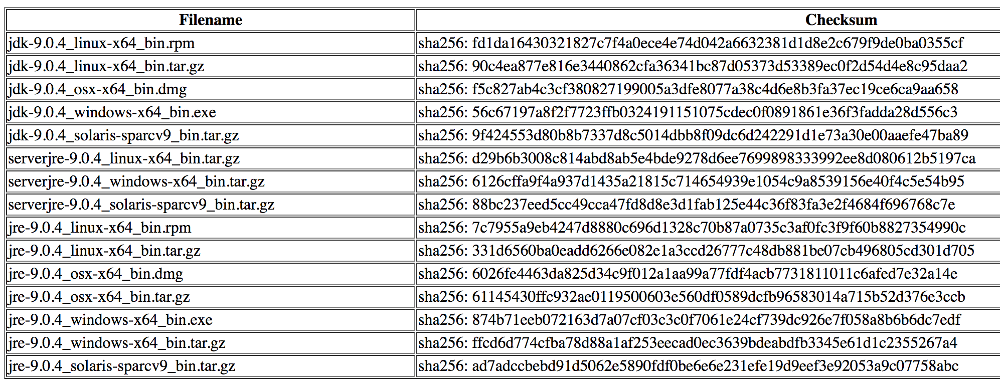 Filename Checksum
jdk-9.0.4_linux-x64_bin.rpm sha256: fd1da16430321827c7f4a0ece4e74d042a6632381d1d8e2c679f9de0ba0355cf
jdk-9.0.4_linux-x64_bin.tar.gz sha256: 90c4ea877e816e3440862cfa36341bc87d05373d53389ec0f2d54d4e8c95daa2
jdk-9.0.4_osx-x64_bin.dmg sha256: f5c827ab4c3cf380827199005a3dfe8077a38c4d6e8b3fa37ec19ce6ca9aa658
jdk-9.0.4_windows-x64_bin.exe sha256: 56c67197a8f2f7723ffb0324191151075cdec0f0891861e36f3fadda28d556c3
jdk-9.0.4_solaris-sparcv9_bin.tar.gz sha256: 9f424553d80b8b7337d8c5014dbb8f09dc6d242291d1e73a30e00aaefe47ba89
serverjre-9.0.4_linux-x64_bin.tar.gz sha256: d29b6b3008c814abd8ab5e4bde9278d6ee7699898333992ee8d080612b5197ca
serverjre-9.0.4_windows-x64_bin.tar.gz sha256: 6126cffa9f4a937d1435a21815c714654939e1054c9a8539156e40f4c5e54b95
serverjre-9.0.4_solaris-sparcv9_bin.tar.gz sha256: 88bc237eed5cc49cca47fd8d8e3d1fab125e44c36f83fa3e2f4684f696768c7e
jre-9.0.4_linux-x64_bin.rpm sha256: 7c7955a9eb4247d8880c696d1328c70b87a0735c3af0fc3f9f60b8827354990c
jre-9.0.4_linux-x64_bin.tar.gz sha256: 331d6560ba0eadd6266e082e1a3ccd26777c48db881be07cb496805cd301d705
jre-9.0.4_osx-x64_bin.dmg sha256: 6026fe4463da825d34c9f012a1aa99a77fdf4acb7731811011c6afed7e32a14e
jre-9.0.4_osx-x64_bin.tar.gz sha256: 61145430ffc932ae0119500603e560df0589dcfb96583014a715b52d376e3ccb
jre-9.0.4_windows-x64_bin.exe sha256: 874b71eeb072163d7a07cf03c3c0f7061e24cf739dc926e7f058a8b6b6dc7edf
jre-9.0.4_windows-x64_bin.tar.gz sha256: ffcd6d774cfba78d88a1af253eecad0ec3639bdeabdfb3345e61d1c2355267a4
jre-9.0.4_solaris-sparcv9_bin.tar.gz sha256: ad7adccbebd91d5062e5890fdf0be6e6e231efe19d9eef3e92053a9c07758abc